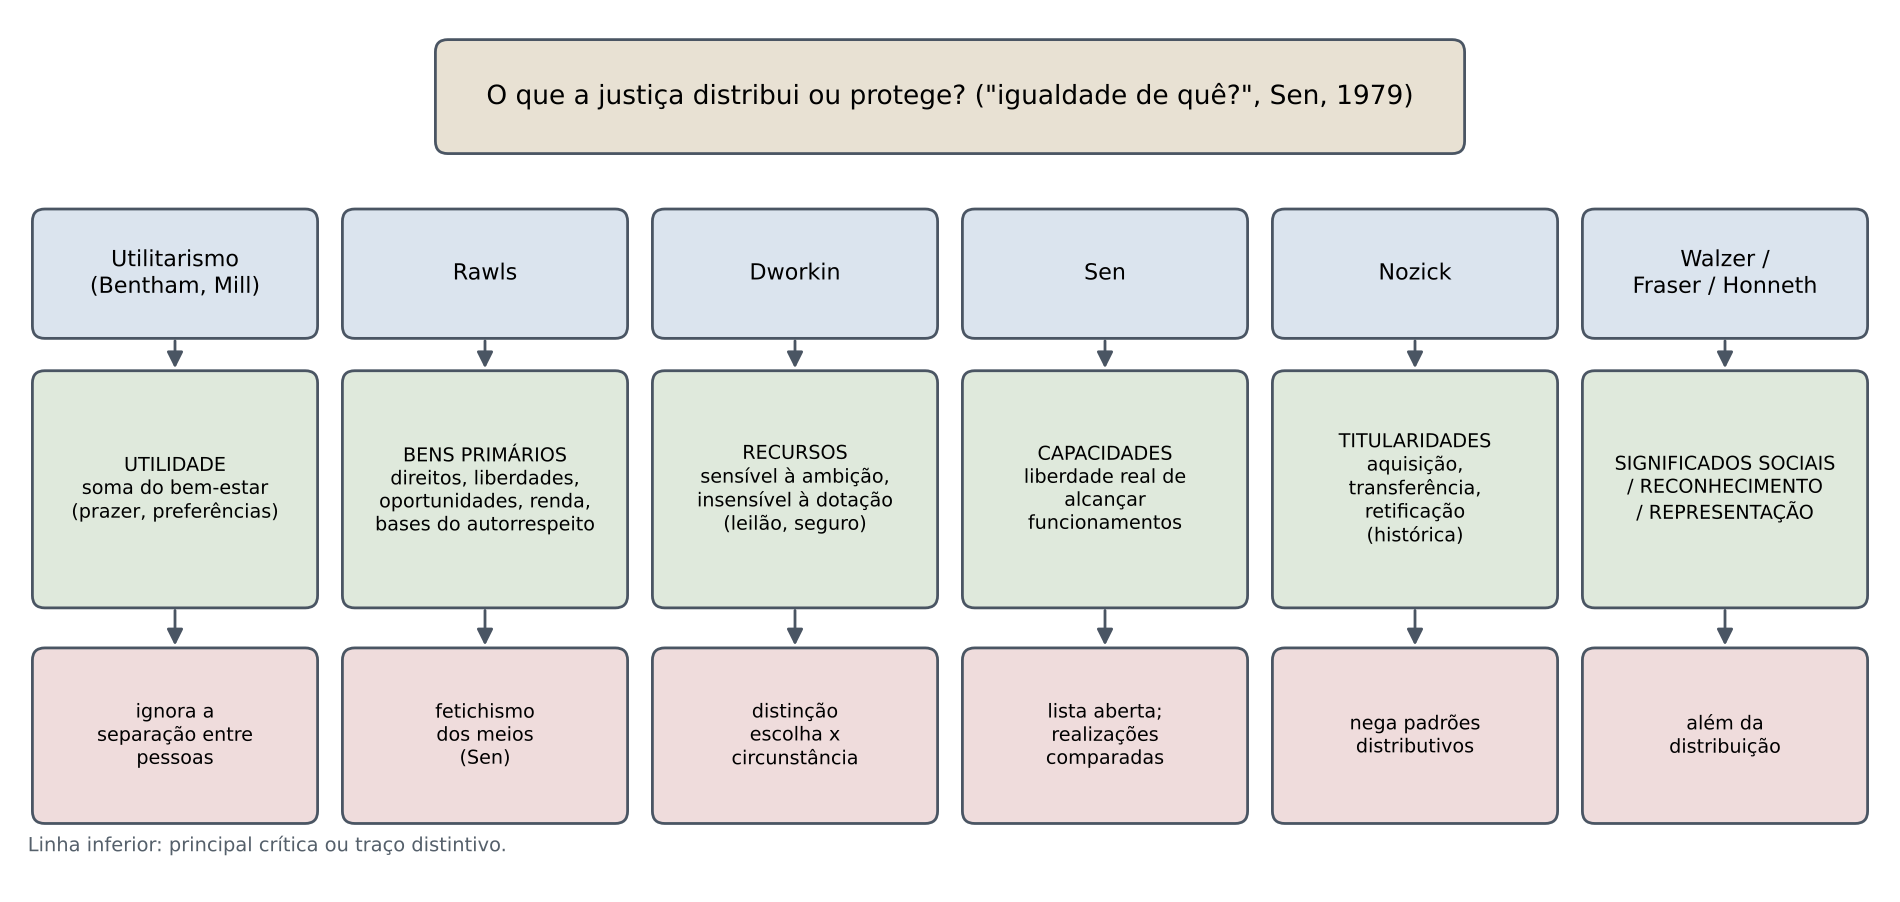 O que a justiça distribui ou protege? ("igualdade de quê?", Sen, 1979)
Utilitarismo
(Bentham, Mill)
Rawls
Dworkin
Sen
Nozick
Walzer /
Fraser / Honneth
UTILIDADE
soma do bem-estar
(prazer, preferências)
BENS PRIMÁRIOS
direitos, liberdades,
oportunidades, renda,
bases do autorrespeito
RECURSOS
sensível à ambição,
insensível à dotação
(leilão, seguro)
CAPACIDADES
liberdade real de
alcançar
funcionamentos
TITULARIDADES
aquisição,
transferência,
retificação
(histórica)
SIGNIFICADOS SOCIAIS
/ RECONHECIMENTO
/ REPRESENTAÇÃO
ignora a
separação entre
pessoas
fetichismo
dos meios
(Sen)
distinção
escolha x
circunstância
lista aberta;
realizações
comparadas
nega padrões
distributivos
além da
distribuição
Linha inferior: principal crítica ou traço distintivo.